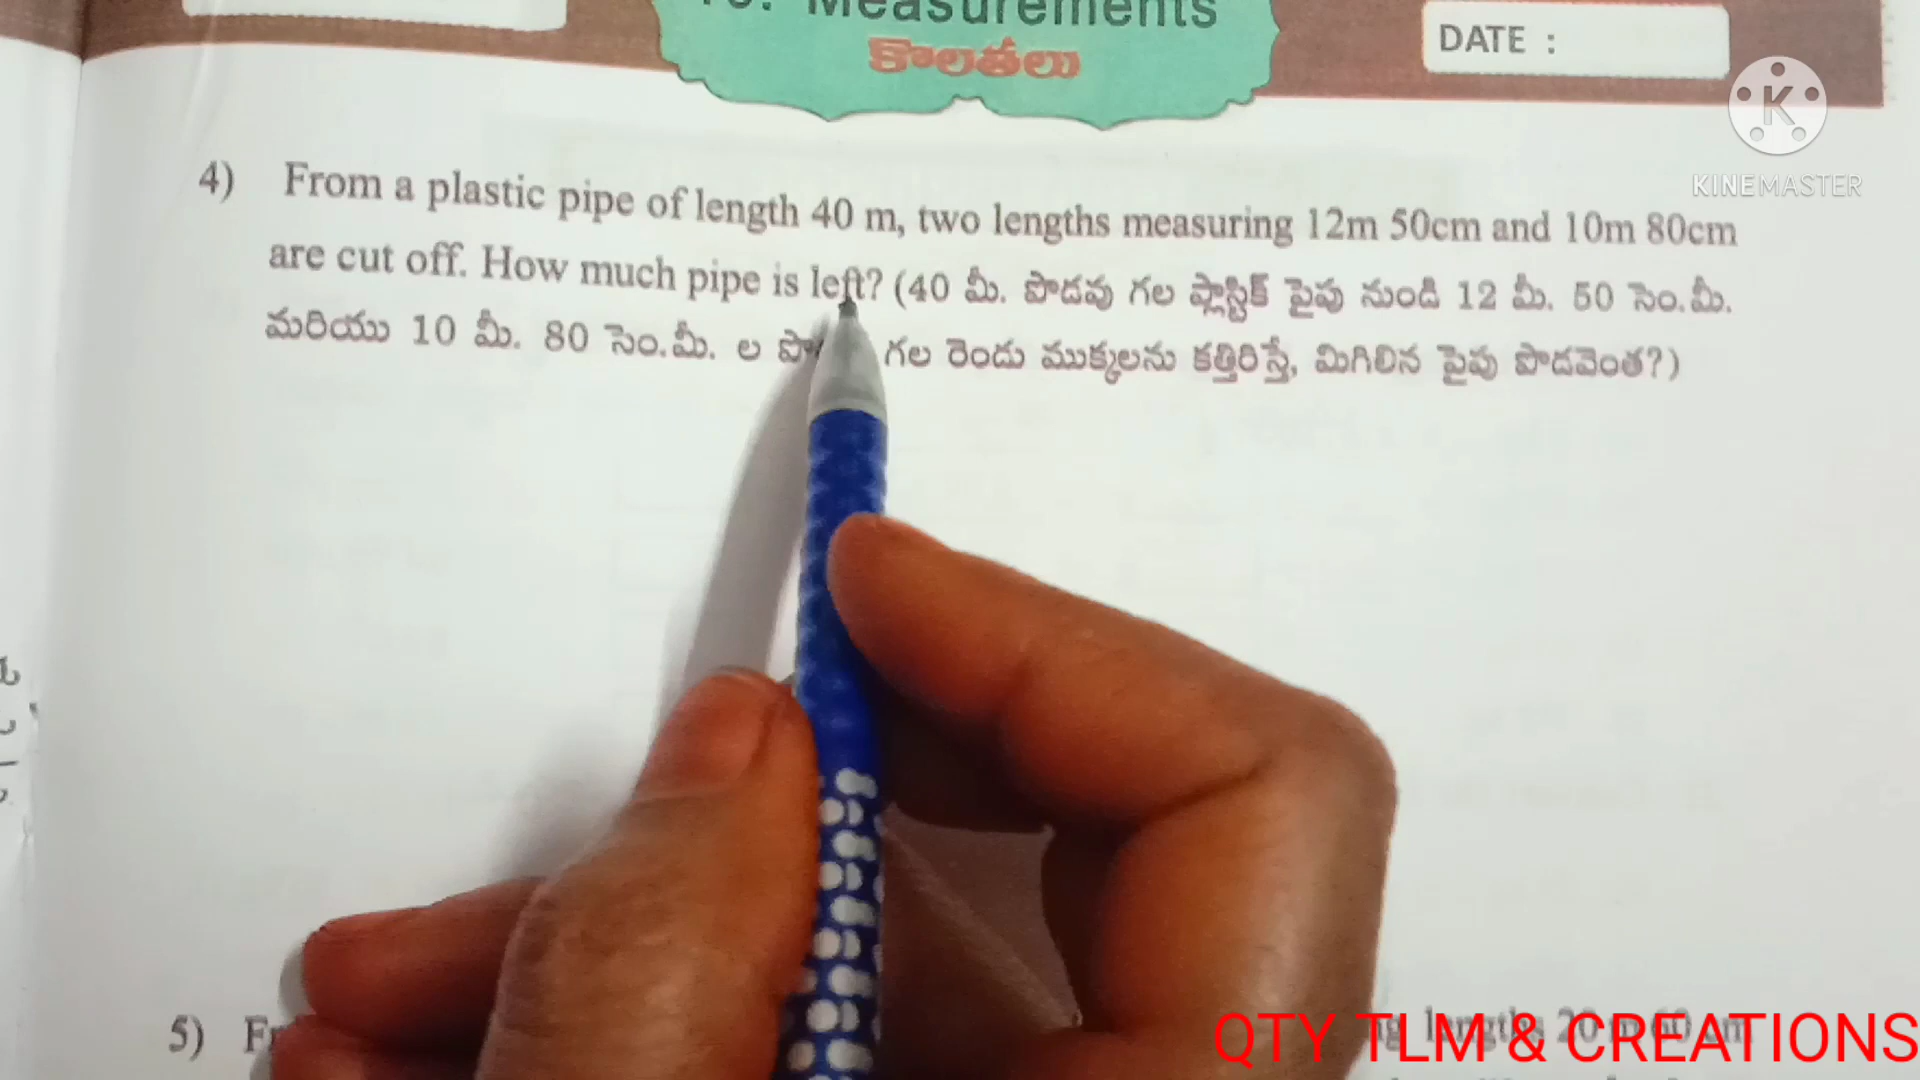 Measurements
కొలతలు
DATE :
KINEMASTER
4) From a plastic pipe of length 40 m, two lengths measuring 12m 50cm and 10m 80cm
are cut off. How much pipe is left? (40 మీ. పొడవు గల ప్లాస్టిక్ పైపు నుండి 12 మీ. 50 సెం.మీ.
మరియు 10 మీ. 80 సెం.మీ. ల గల రెండు ముక్కలను కత్తిరిస్తే, మిగిలిన పైపు పొడవెంత?)
5)
QTY TLM & CREATIONS